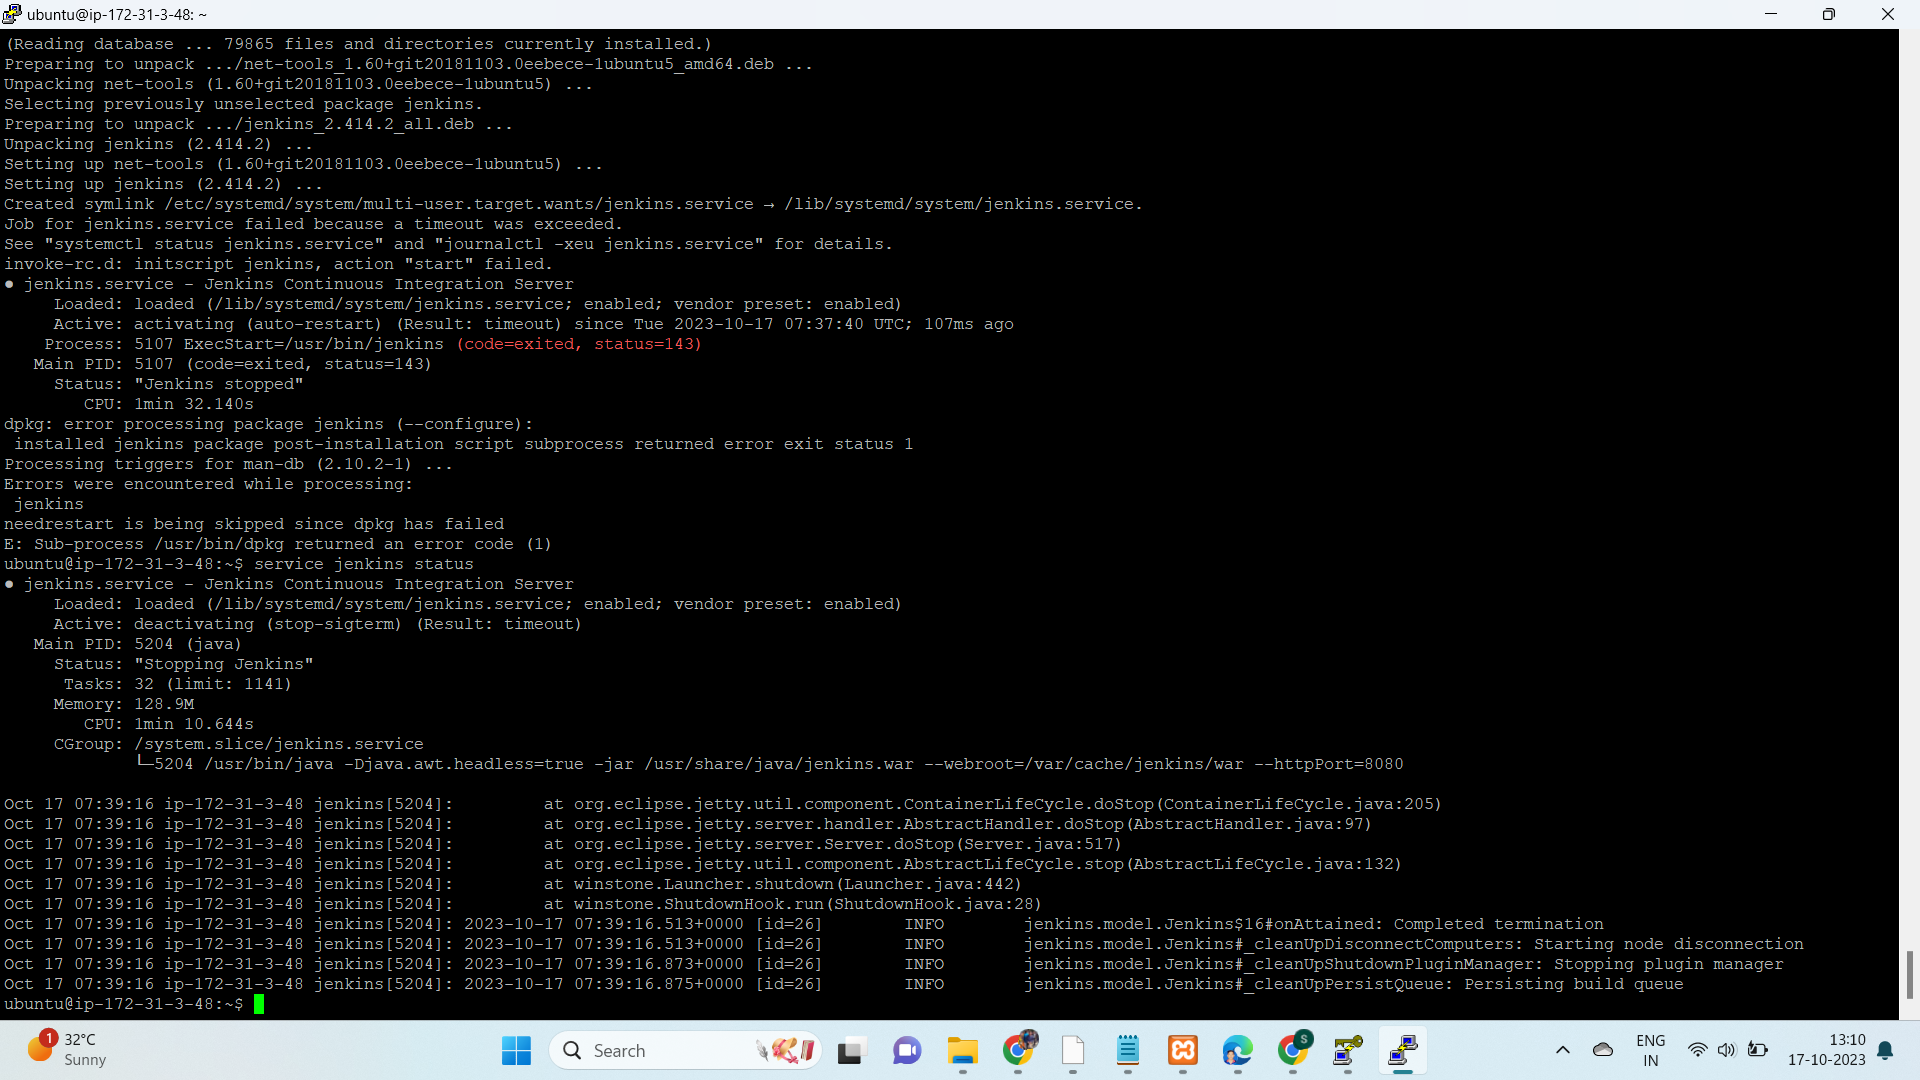 ubuntu@ip-172-31-3-48: ~
(Reading database ... 79865 files and directories currently installed.)
Preparing to unpack .../net-tools_1.60+git20181103.0eebece-1ubuntu5_amd64.deb ...
Unpacking net-tools (1.60+git20181103.0eebece-1ubuntu5) ...
Selecting previously unselected package jenkins.
Preparing to unpack .../jenkins_2.414.2_all.deb ...
Unpacking jenkins (2.414.2) ...
Setting up net-tools (1.60+git20181103.0eebece-1ubuntu5) ...
Setting up jenkins (2.414.2) ...
Created symlink /etc/systemd/system/multi-user.target.wants/jenkins.service → /lib/systemd/system/jenkins.service.
Job for jenkins.service failed because a timeout was exceeded.
See "systemctl status jenkins.service" and "journalctl -xeu jenkins.service" for details.
invoke-rc.d: initscript jenkins, action "start" failed.
● jenkins.service - Jenkins Continuous Integration Server
     Loaded: loaded (/lib/systemd/system/jenkins.service; enabled; vendor preset: enabled)
     Active: activating (auto-restart) (Result: timeout) since Tue 2023-10-17 07:37:40 UTC; 107ms ago
    Process: 5107 ExecStart=/usr/bin/jenkins (code=exited, status=143)
   Main PID: 5107 (code=exited, status=143)
     Status: "Jenkins stopped"
        CPU: 1min 32.140s
dpkg: error processing package jenkins (--configure):
 installed jenkins package post-installation script subprocess returned error exit status 1
Processing triggers for man-db (2.10.2-1) ...
Errors were encountered while processing:
 jenkins
needrestart is being skipped since dpkg has failed
E: Sub-process /usr/bin/dpkg returned an error code (1)
ubuntu@ip-172-31-3-48:~$ service jenkins status
● jenkins.service - Jenkins Continuous Integration Server
     Loaded: loaded (/lib/systemd/system/jenkins.service; enabled; vendor preset: enabled)
     Active: deactivating (stop-sigterm) (Result: timeout)
   Main PID: 5204 (java)
     Status: "Stopping Jenkins"
      Tasks: 32 (limit: 1141)
     Memory: 128.9M
        CPU: 1min 10.644s
     CGroup: /system.slice/jenkins.service
             └─5204 /usr/bin/java -Djava.awt.headless=true -jar /usr/share/java/jenkins.war --webroot=/var/cache/jenkins/war --httpPort=8080
Oct 17 07:39:16 ip-172-31-3-48 jenkins[5204]:         at org.eclipse.jetty.util.component.ContainerLifeCycle.doStop(ContainerLifeCycle.java:205)
Oct 17 07:39:16 ip-172-31-3-48 jenkins[5204]:         at org.eclipse.jetty.server.handler.AbstractHandler.doStop(AbstractHandler.java:97)
Oct 17 07:39:16 ip-172-31-3-48 jenkins[5204]:         at org.eclipse.jetty.server.Server.doStop(Server.java:517)
Oct 17 07:39:16 ip-172-31-3-48 jenkins[5204]:         at org.eclipse.jetty.util.component.AbstractLifeCycle.stop(AbstractLifeCycle.java:132)
Oct 17 07:39:16 ip-172-31-3-48 jenkins[5204]:         at winstone.Launcher.shutdown(Launcher.java:442)
Oct 17 07:39:16 ip-172-31-3-48 jenkins[5204]:         at winstone.ShutdownHook.run(ShutdownHook.java:28)
Oct 17 07:39:16 ip-172-31-3-48 jenkins[5204]: 2023-10-17 07:39:16.513+0000 [id=26]        INFO        jenkins.model.Jenkins$16#onAttained: Completed termination
Oct 17 07:39:16 ip-172-31-3-48 jenkins[5204]: 2023-10-17 07:39:16.513+0000 [id=26]        INFO        jenkins.model.Jenkins#_cleanUpDisconnectComputers: Starting node disconnection
Oct 17 07:39:16 ip-172-31-3-48 jenkins[5204]: 2023-10-17 07:39:16.873+0000 [id=26]        INFO        jenkins.model.Jenkins#_cleanUpShutdownPluginManager: Stopping plugin manager
Oct 17 07:39:16 ip-172-31-3-48 jenkins[5204]: 2023-10-17 07:39:16.875+0000 [id=26]        INFO        jenkins.model.Jenkins#_cleanUpPersistQueue: Persisting build queue
ubuntu@ip-172-31-3-48:~$
1
32°C
Sunny
Search
S
ENG
IN
13:10
17-10-2023